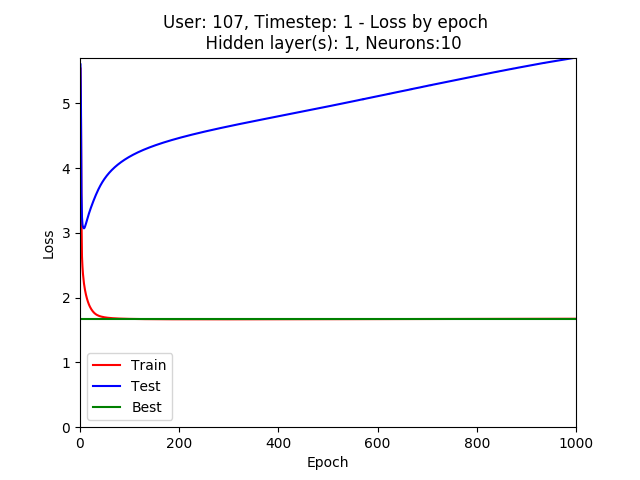 User: 107, Timestep: 1 - Loss by epoch
Hidden layer(s): 1, Neurons:10
Loss
5
4
3
2
1
0
Train
Test
Best
0 200 400 600 800 1000
Epoch